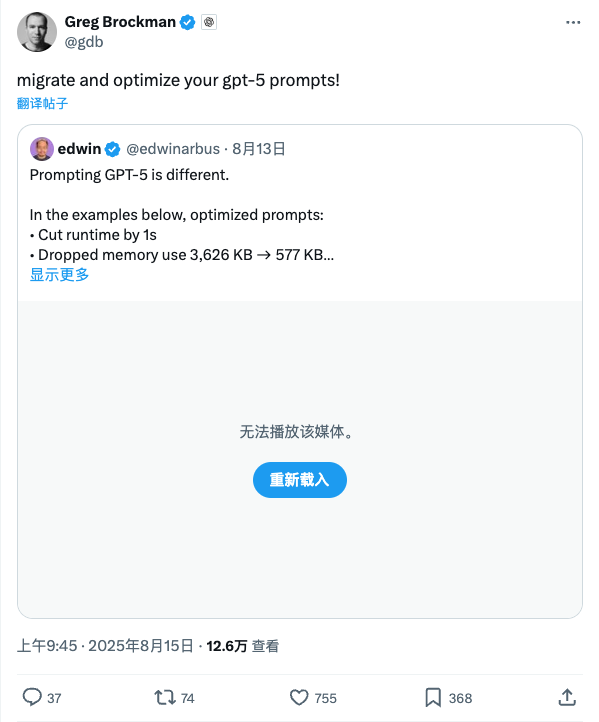 Greg Brockman
@gdb
migrate and optimize your gpt-5 prompts!
翻译帖子
edwin @edwinarbus · 8月13日
Prompting GPT-5 is different.
In the examples below, optimized prompts:
• Cut runtime by 1s
• Dropped memory use 3,626 KB → 577 KB...
显示更多
无法播放该媒体。
重新载入
上午9:45 · 2025年8月15日 · 12.6万 查看
37 74 755 368